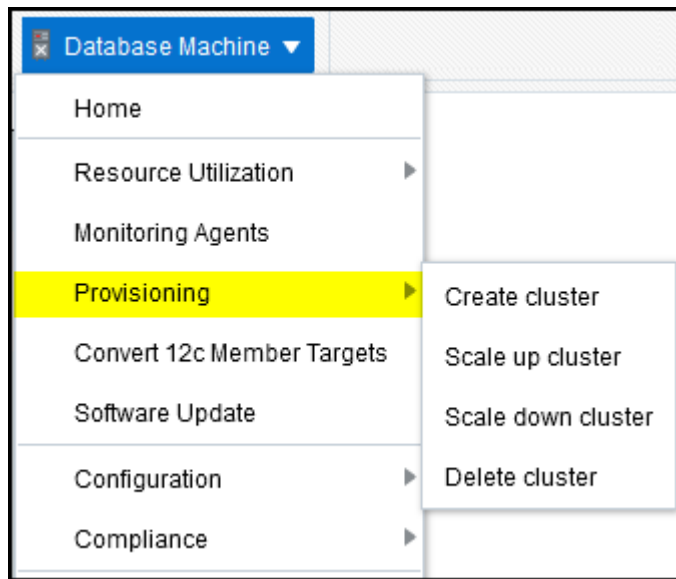 Database Machine
Home
Resource Utilization
Monitoring Agents
Provisioning
Convert 12c Member Targets
Software Update
Configuration
Compliance
Create cluster
Scale up cluster
Scale down cluster
Delete cluster